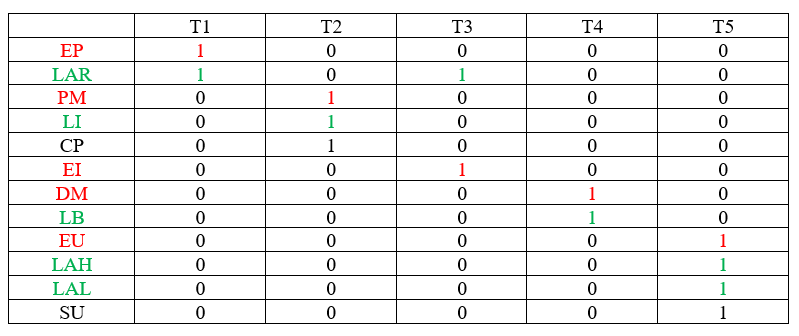 T1 T2 T3 T4 T5
EP 1 0 0 0 0
LAR 1 0 1 0 0
PM 0 1 0 0 0
LI 0 1 0 0 0
CP 0 1 0 0 0
EI 0 0 1 0 0
DM 0 0 0 1 0
LB 0 0 0 1 0
EU 0 0 0 0 1
LAH 0 0 0 0 1
LAL 0 0 0 0 1
SU 0 0 0 0 1